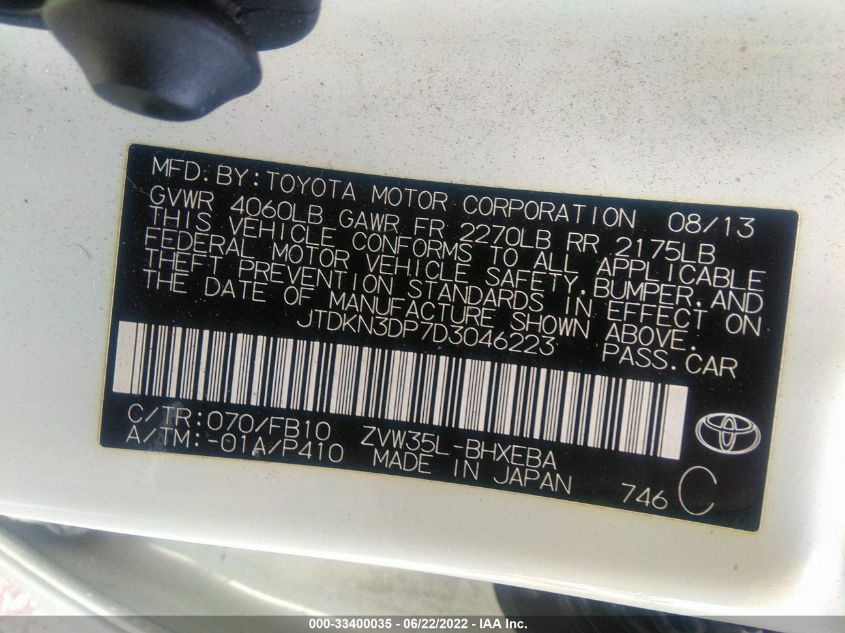 MFD. BY: TOYOTA MOTOR CORPORATION 08/13
GVWR 4060LB GAWR FR 2270LB RR 2175LB
THIS VEHICLE CONFORMS TO ALL APPLICABLE
FEDERAL MOTOR VEHICLE SAFETY, BUMPER, AND
THEFT PREVENTION STANDARDS IN EFFECT ON
THE DATE OF MANUFACTURE SHOWN ABOVE.
JTDKN3DP7D3046223 PASS. CAR
C/TR: 070/FB10 ZVW35L-BHXEBA
A/TM: -01A/P410 MADE IN JAPAN
746 C
000-33400035 - 06/22/2022 - IAA Inc.